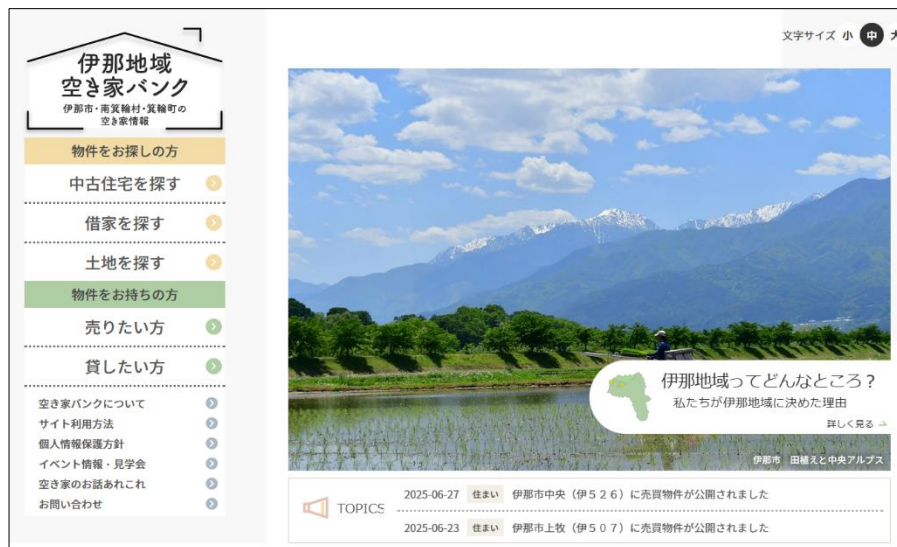 伊那地域
空き家バンク
伊那市・南箕輪村・箕輪町の
空き家情報
物件をお探しの方
中古住宅を探す
借家を探す
土地を探す
物件をお持ちの方
売りたい方
貸したい方
空き家バンクについて
サイト利用方法
個人情報保護方針
イベント情報・見学会
空き家のお話あれこれ
お問い合わせ
文字サイズ 小 中 大
伊那地域ってどんなところ？
私たちが伊那地域に決めた理由
詳しく見る
伊那市 田植えと中央アルプス
TOPICS
2025-06-27 住まい 伊那市中央（伊５２６）に売買物件が公開されました
2025-06-23 住まい 伊那市上牧（伊５０７）に売買物件が公開されました